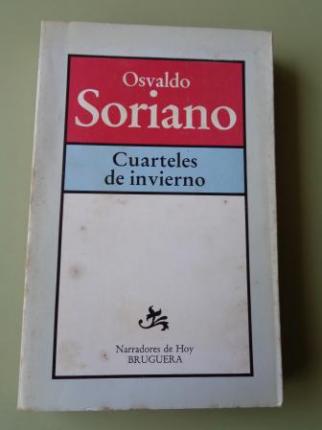 Osvaldo
Soriano
Cuarteles
de invierno
Narradores de Hoy
BRUGUERA